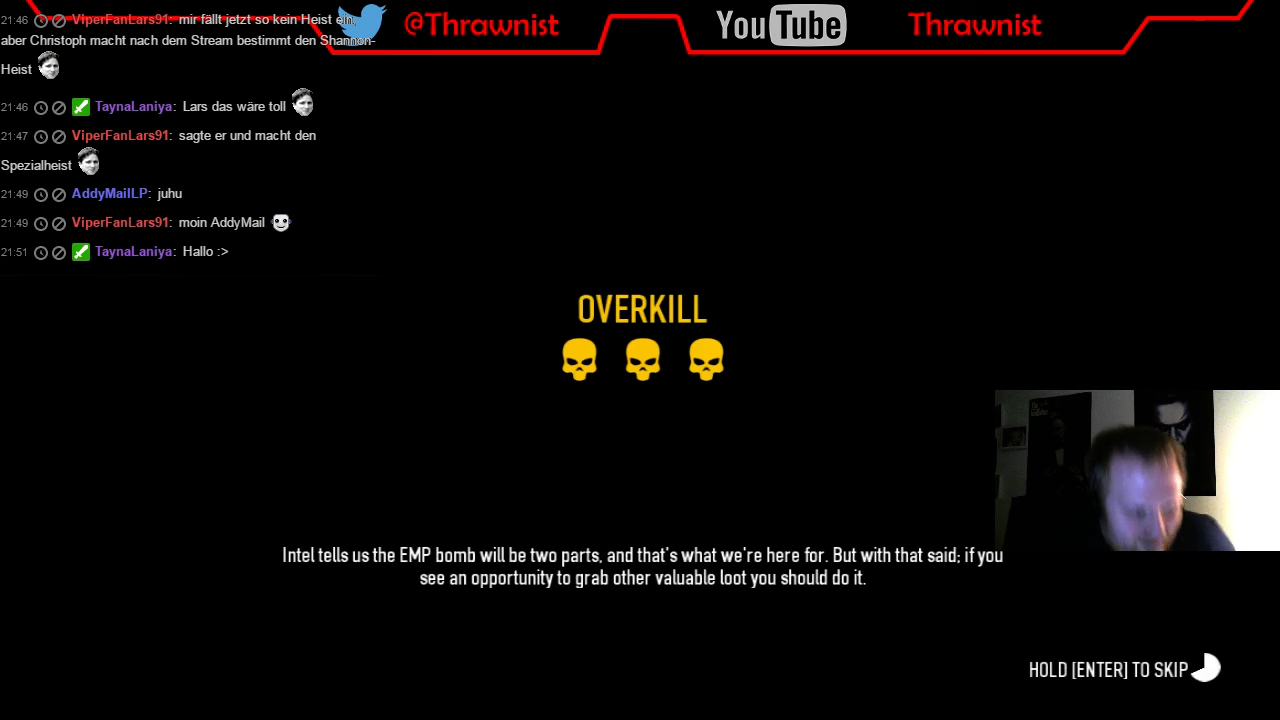 21:46 ViperFanLars91: mir fällt jetzt so kein Heist ein,
aber Christoph macht nach dem Stream bestimmt den Shannon-
Heist
21:46 TaynaLaniya: Lars das wäre toll
21:47 ViperFanLars91: sagte er und macht den
Spezialheist
21:49 AddyMailLP: juhu
21:49 ViperFanLars91: moin AddyMail
21:51 TaynaLaniya: Hallo :>
@Thrawnist
YouTube
Thrawnist
OVERKILL
Intel tells us the EMP bomb will be two parts, and that's what we're here for. But with that said; if you
see an opportunity to grab other valuable loot you should do it.
HOLD [ENTER] TO SKIP